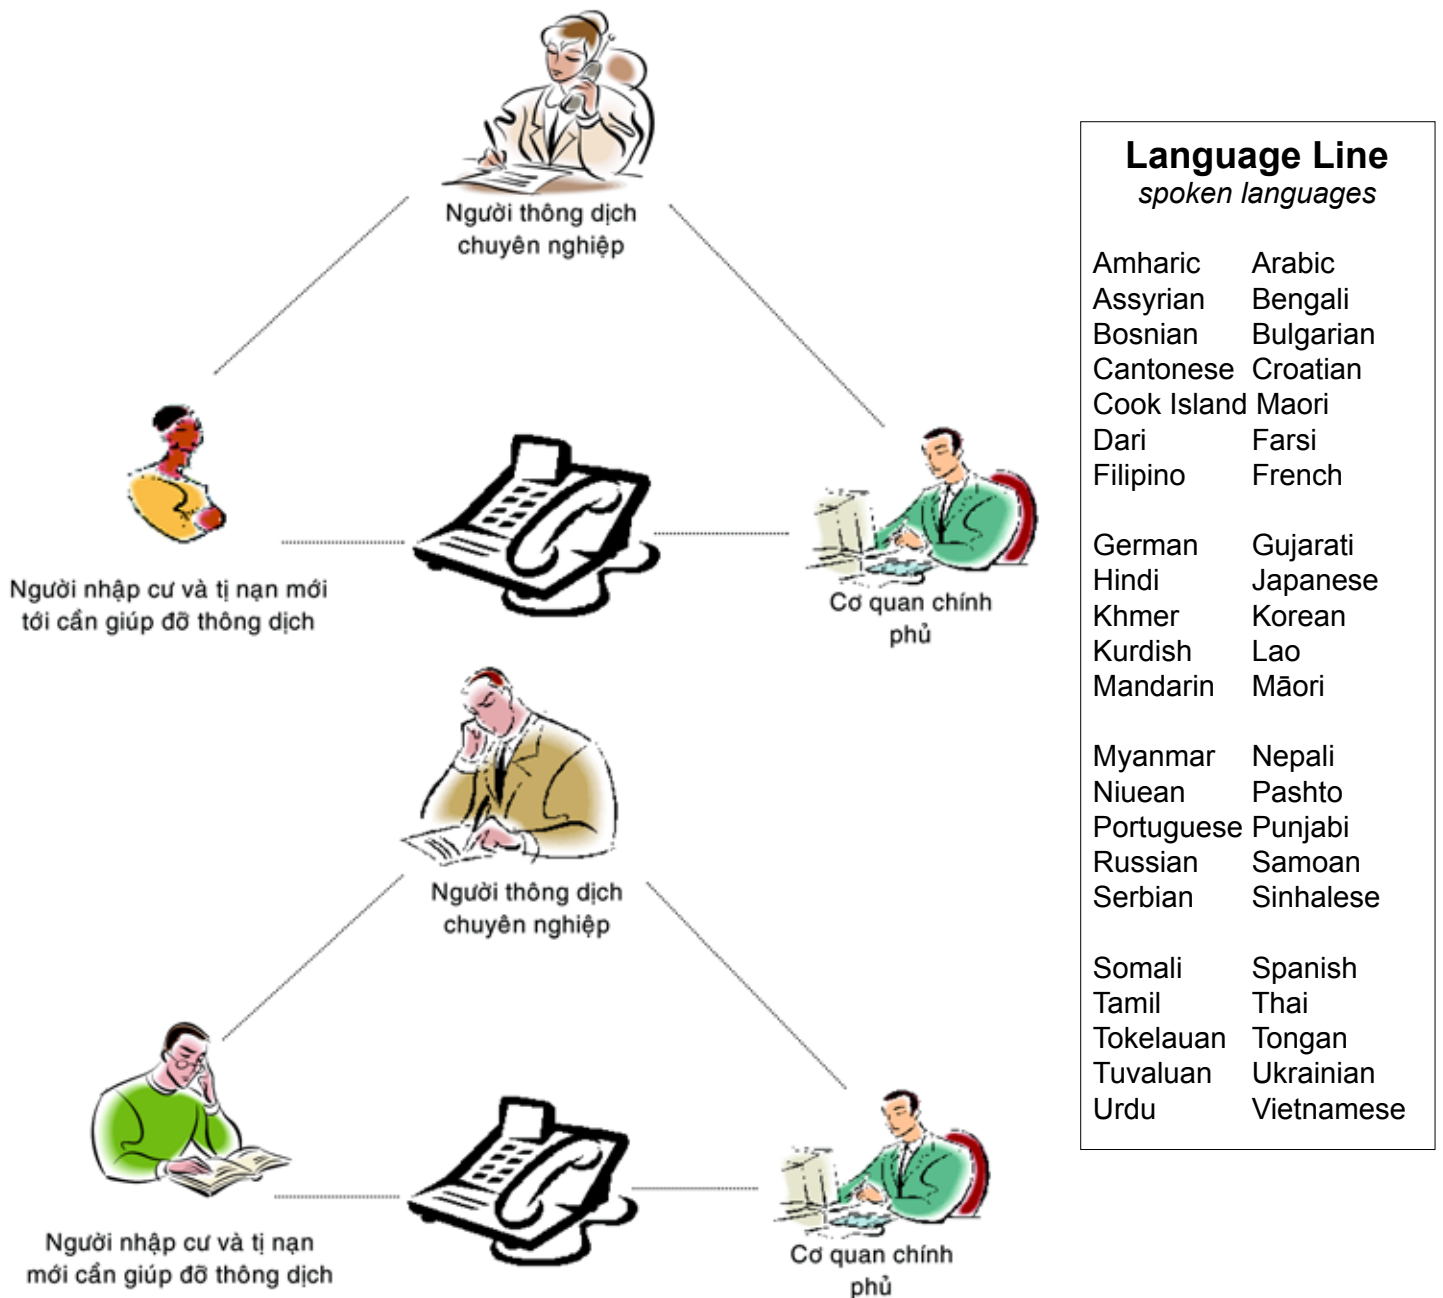 Người thông dịch
chuyên nghiệp
Người nhập cư và tị nạn mới
tới cần giúp đỡ thông dịch
Cơ quan chính
phủ
Người thông dịch
chuyên nghiệp
Người nhập cư và tị nạn
mới cần giúp đỡ thông dịch
Cơ quan chính
phủ
Language Line
spoken languages
Amharic Arabic
Assyrian Bengali
Bosnian Bulgarian
Cantonese Croatian
Cook Island Maori
Dari Farsi
Filipino French
German Gujarati
Hindi Japanese
Khmer Korean
Kurdish Lao
Mandarin Māori
Myanmar Nepali
Niuean Pashto
Portuguese Punjabi
Russian Samoan
Serbian Sinhalese
Somali Spanish
Tamil Thai
Tokelauan Tongan
Tuvaluan Ukrainian
Urdu Vietnamese